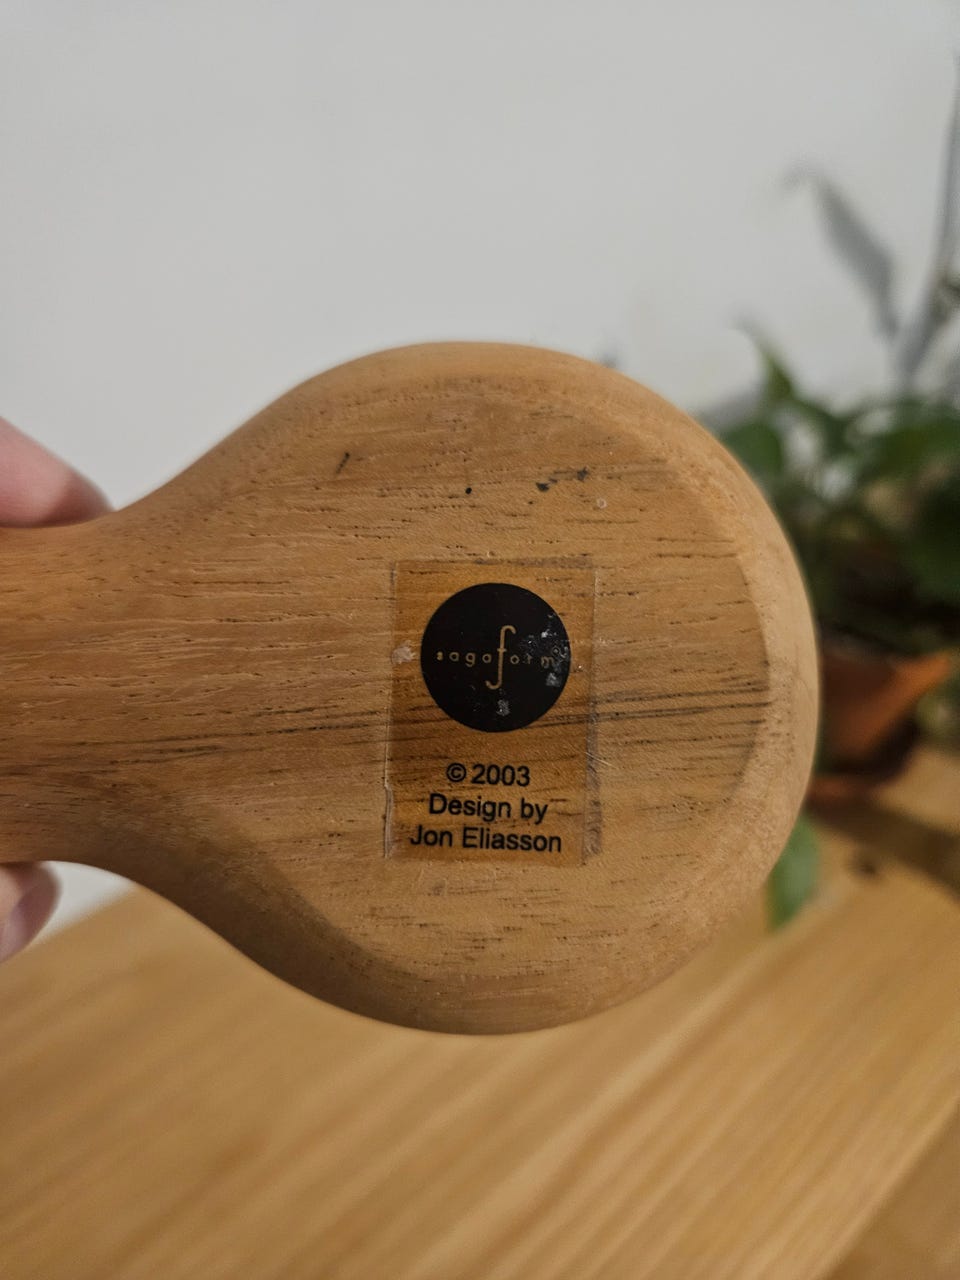 sagaform®
© 2003
Design by
Jon Eliasson